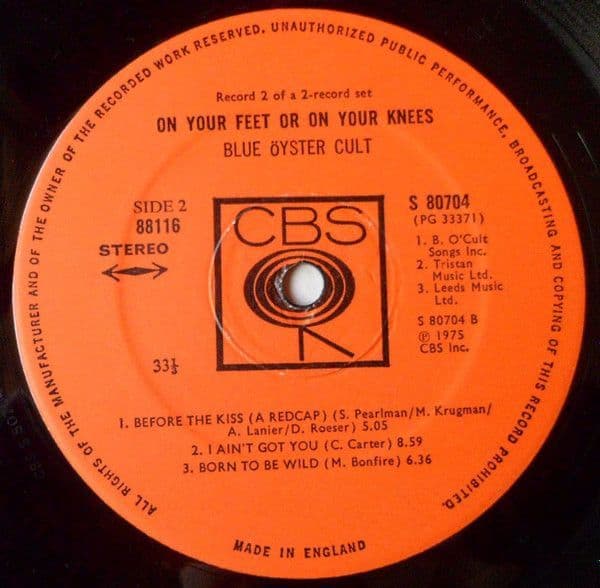 ALL RIGHTS OF THE MANUFACTURER AND OF THE OWNER OF THE RECORDED WORK RESERVED. UNAUTHORIZED PUBLIC PERFORMANCE, BROADCASTING AND COPYING OF THIS RECORD PROHIBITED.
Record 2 of a 2-record set
ON YOUR FEET OR ON YOUR KNEES
BLUE ÖYSTER CULT
SIDE 2
88116
STEREO
33⅓
CBS
S 80704
(PG 33371)
1. B. O'Cult
Songs Inc.
2. Tristan
Music Ltd.
3. Leeds Music
Ltd.
S 80704 B
℗ 1975
CBS Inc.
1. BEFORE THE KISS (A REDCAP) (S. Pearlman/M. Krugman/
A. Lanier/D. Roeser) 5.05
2. I AIN'T GOT YOU (C. Carter) 8.59
3. BORN TO BE WILD (M. Bonfire) 6.36
MADE IN ENGLAND